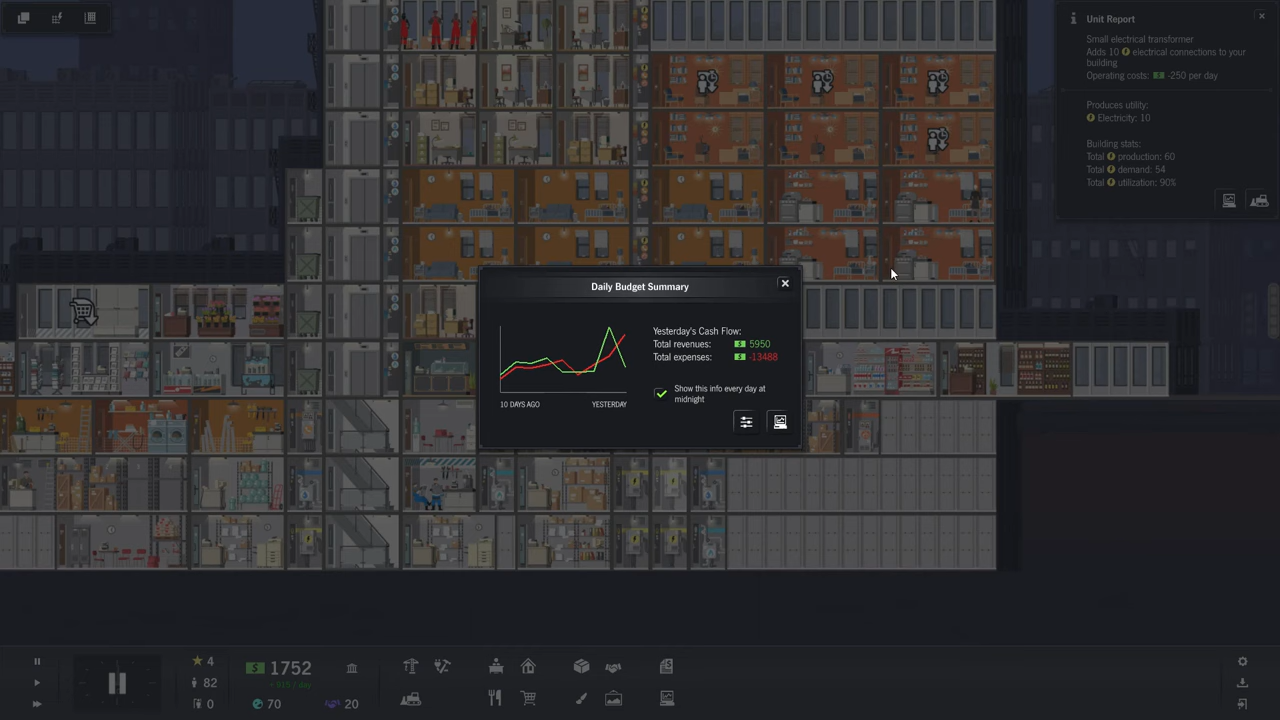 Unit Report
Small electrical transformer
Adds 10 electrical connections to your
building
Operating costs: -250 per day
Produces utility:
Electricity: 10
Building stats:
Total production: 60
Total demand: 54
Total utilization: 90%
Daily Budget Summary
Yesterday's Cash Flow:
Total revenues: 5950
Total expenses: -13488
Show this info every day at
midnight
10 DAYS AGO YESTERDAY
4
82
0
1752
+915 / day
70
20